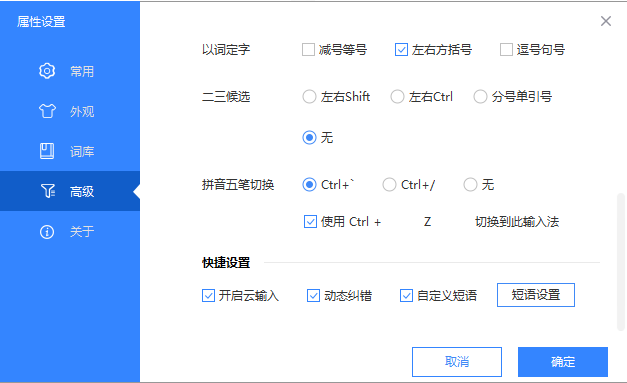 属性设置
常用
外观
词库
高级
关于
以词定字 减号等号 左右方括号 逗号句号
二三候选 左右Shift 左右Ctrl 分号单引号
无
拼音五笔切换 Ctrl+` Ctrl+/ 无
使用 Ctrl + Z 切换到此输入法
快捷设置
开启云输入 动态纠错 自定义短语 短语设置
取消 确定